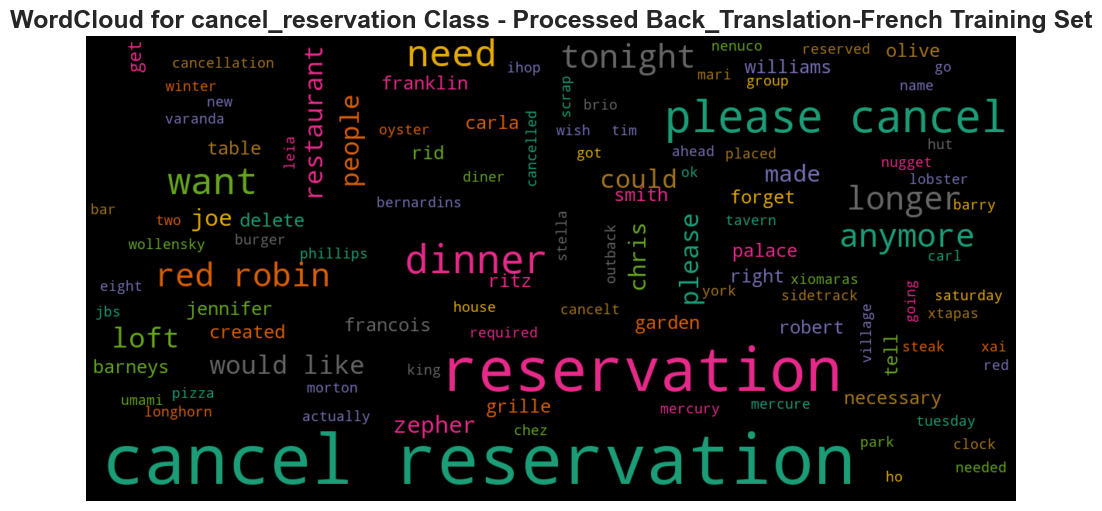 WordCloud for cancel_reservation Class - Processed Back_Translation-French Training Set
get
cancellation
winter
new
varanda
table
want
leia
restaurant
people
need
franklin
ihop
oyster
carla
rid
diner
bernardins
cancelled
scrap
tonight
brio
wish
tim
got
nenuco
mari
williams
group
reserved
olive
go
name
please cancel
hut
ahead
placed
ok
nugget
lobster
could
smith
made
forget
longer
barry
bar
two
joe
delete
wollensky
burger
phillips
red robin
eight
dinner
ritz
stella
outback
chris
please
tavern
palace
anymore
carl
right
xiomaras
york
sidetrack
going
saturday
xtapas
jbs
jennifer
created
loft
francois
house
required
cancelt
garden
robert
village
tell
steak
xai
red
barneys
would like
king
reservation
morton
umami
pizza
longhorn
actually
zepher
grille
chez
mercury
mercure
necessary
tuesday
cancel reservation
park
clock
ho
needed